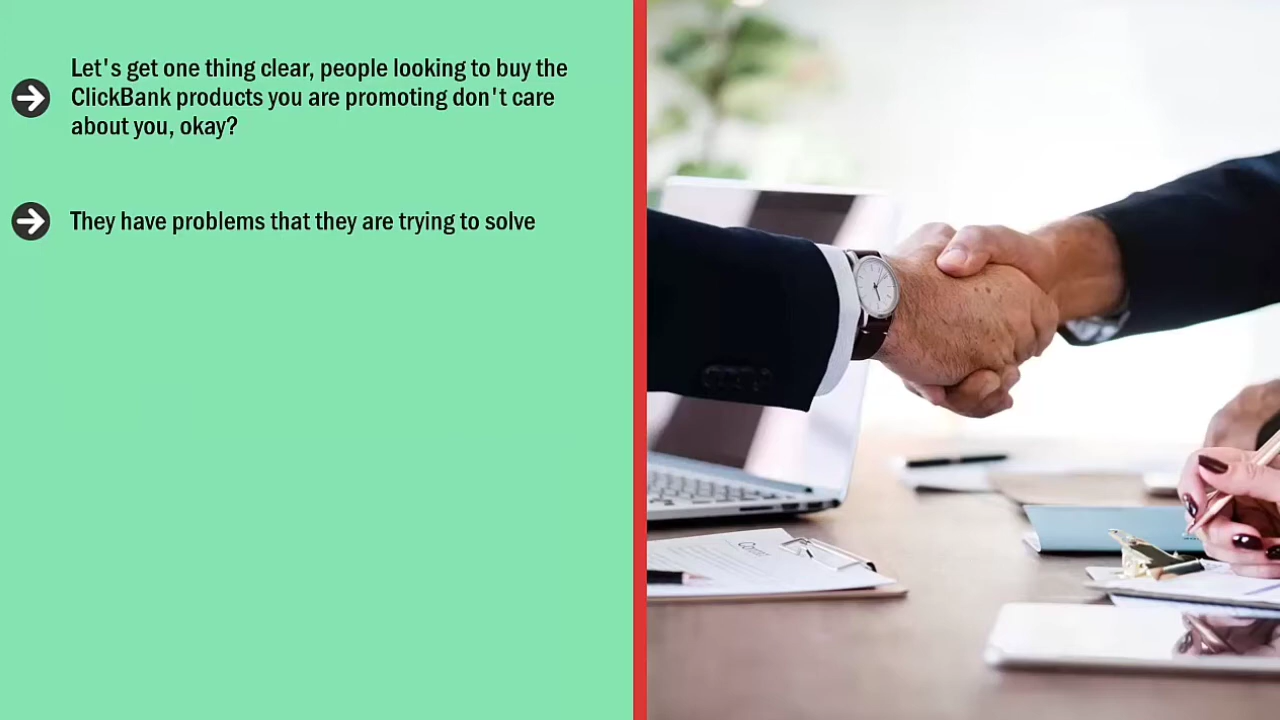 Let's get one thing clear, people looking to buy the
ClickBank products you are promoting don't care
about you, okay?
They have problems that they are trying to solve